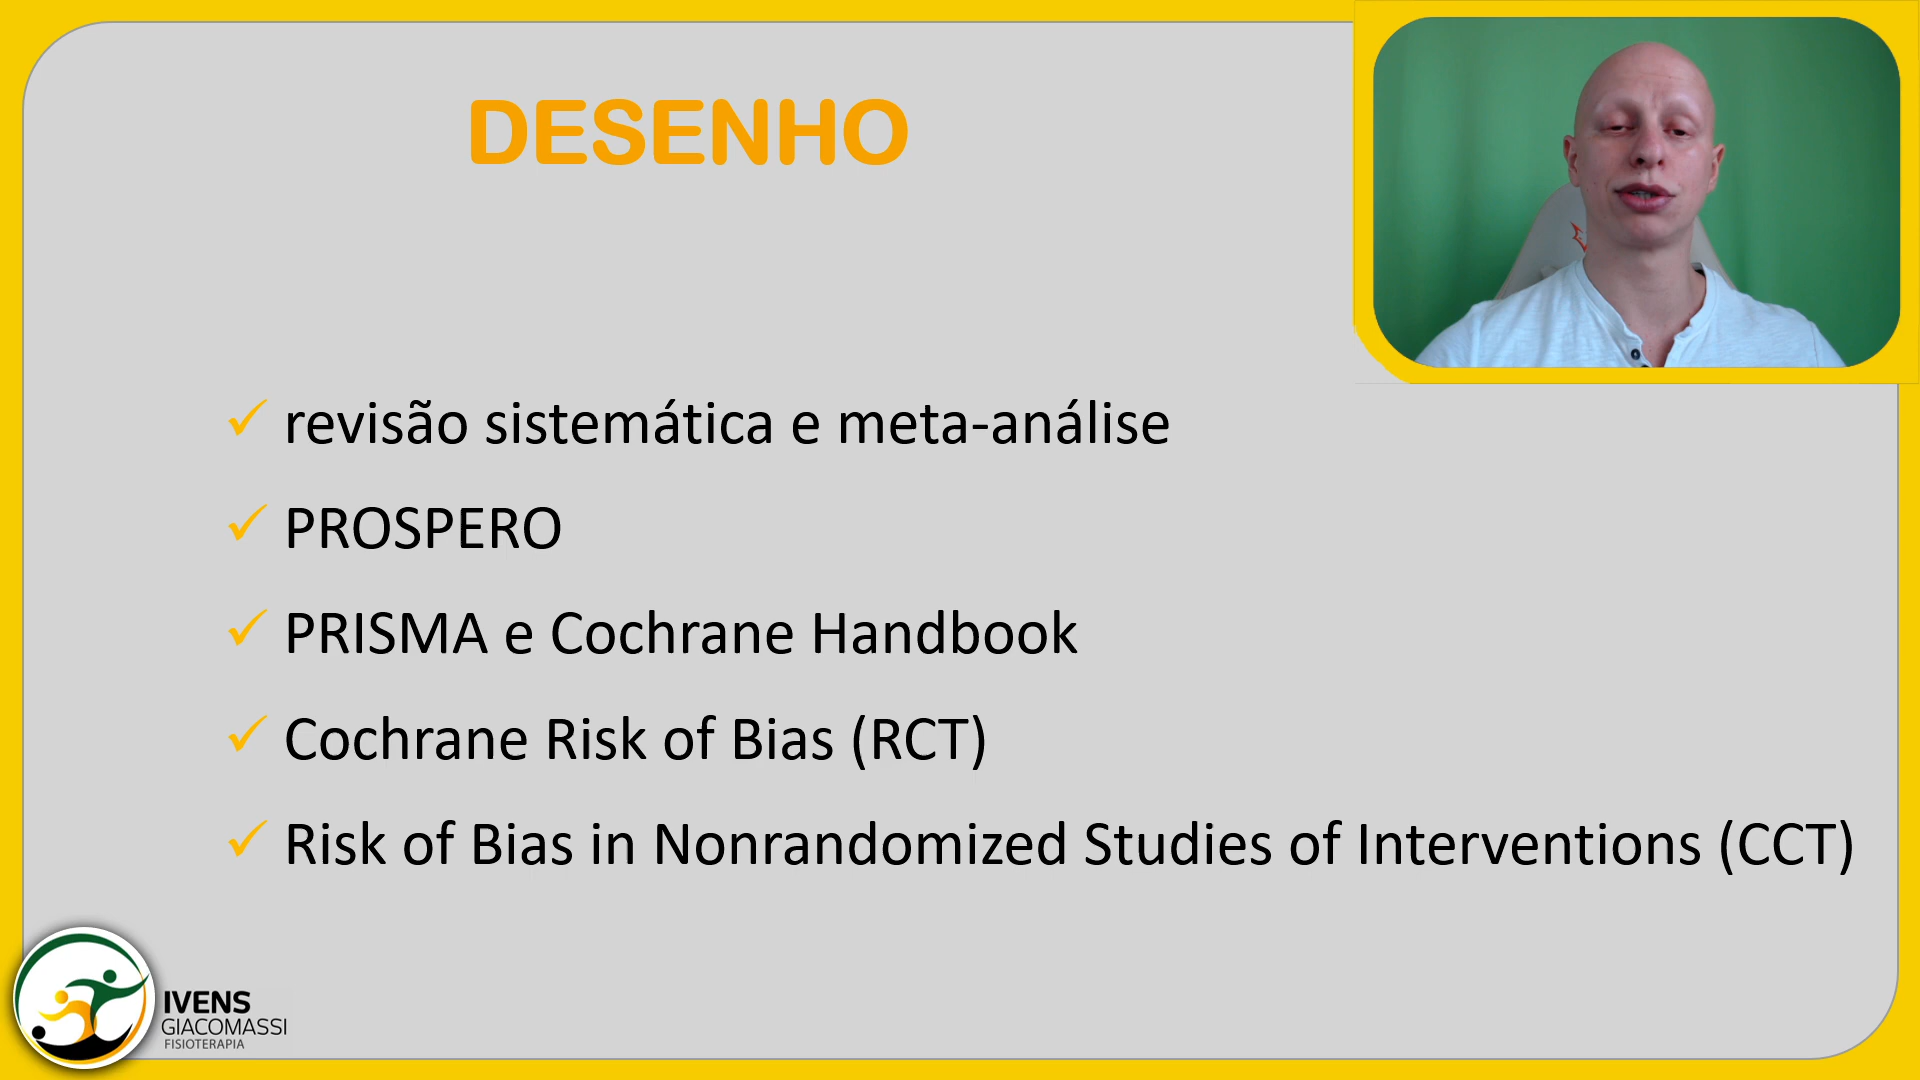 DESENHO
revisão sistemática e meta-análise
PROSPERO
PRISMA e Cochrane Handbook
Cochrane Risk of Bias (RCT)
Risk of Bias in Nonrandomized Studies of Interventions (CCT)
IVENS
GIACOMASSI
FISIOTERAPIA